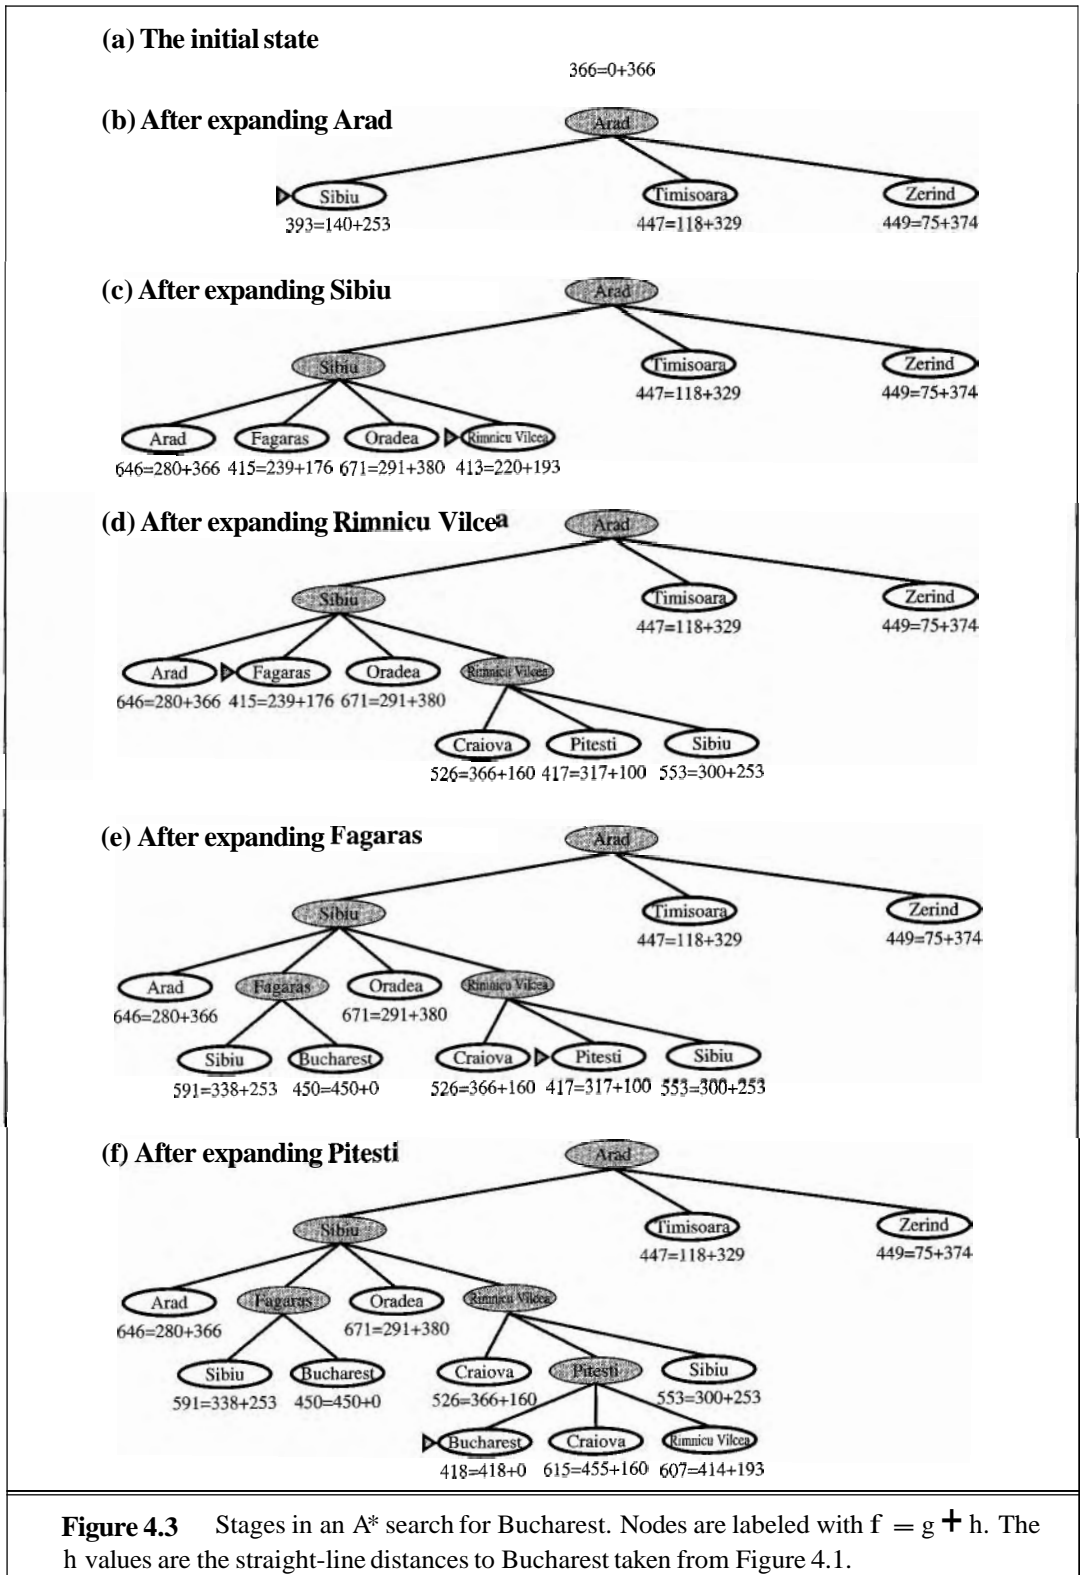 (a) The initial state
366=0+366
(b) After expanding Arad
Arad
Sibiu Timisoara Zerind
393=140+253 447=118+329 449=75+374
(c) After expanding Sibiu
Arad
Sibiu Timisoara Zerind
447=118+329 449=75+374
Arad Fagaras Oradea Rimnicu Vilcea
646=280+366 415=239+176 671=291+380 413=220+193
(d) After expanding Rimnicu Vilcea
Arad
Sibiu Timisoara Zerind
447=118+329 449=75+374
Arad Fagaras Oradea Rimnicu Vilcea
646=280+366 415=239+176 671=291+380
Craiova Pitesti Sibiu
526=366+160 417=317+100 553=300+253
(e) After expanding Fagaras
Arad
Sibiu Timisoara Zerind
447=118+329 449=75+374
Arad Fagaras Oradea Rimnicu Vilcea
646=280+366 671=291+380
Sibiu Bucharest Craiova Pitesti Sibiu
591=338+253 450=450+0 526=366+160 417=317+100 553=300+253
(f) After expanding Pitesti
Arad
Sibiu Timisoara Zerind
447=118+329 449=75+374
Arad Fagaras Oradea Rimnicu Vilcea
646=280+366 671=291+380
Sibiu Bucharest Craiova Pitesti Sibiu
591=338+253 450=450+0 526=366+160 553=300+253
Bucharest Craiova Rimnicu Vilcea
418=418+0 615=455+160 607=414+193
Figure 4.3 Stages in an A* search for Bucharest. Nodes are labeled with f = g + h. The
h values are the straight-line distances to Bucharest taken from Figure 4.1.